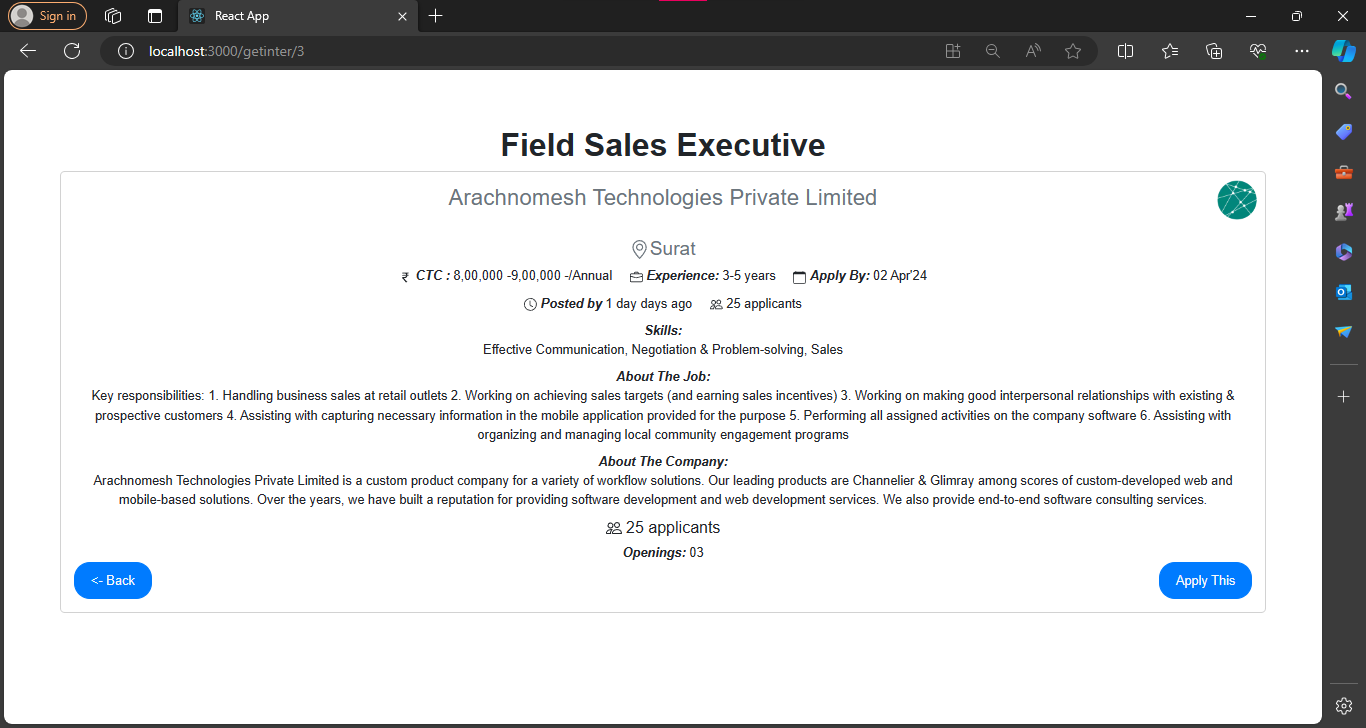 Sign in
React App
localhost:3000/getinter/3
Field Sales Executive
Arachnomesh Technologies Private Limited
Surat
₹ CTC : 8,00,000 -9,00,000 -/Annual Experience: 3-5 years Apply By: 02 Apr'24
Posted by 1 day days ago 25 applicants
Skills:
Effective Communication, Negotiation & Problem-solving, Sales
About The Job:
Key responsibilities: 1. Handling business sales at retail outlets 2. Working on achieving sales targets (and earning sales incentives) 3. Working on making good interpersonal relationships with existing &
prospective customers 4. Assisting with capturing necessary information in the mobile application provided for the purpose 5. Performing all assigned activities on the company software 6. Assisting with
organizing and managing local community engagement programs
About The Company:
Arachnomesh Technologies Private Limited is a custom product company for a variety of workflow solutions. Our leading products are Channelier & Glimray among scores of custom-developed web and
mobile-based solutions. Over the years, we have built a reputation for providing software development and web development services. We also provide end-to-end software consulting services.
25 applicants
Openings: 03
<- Back
Apply This